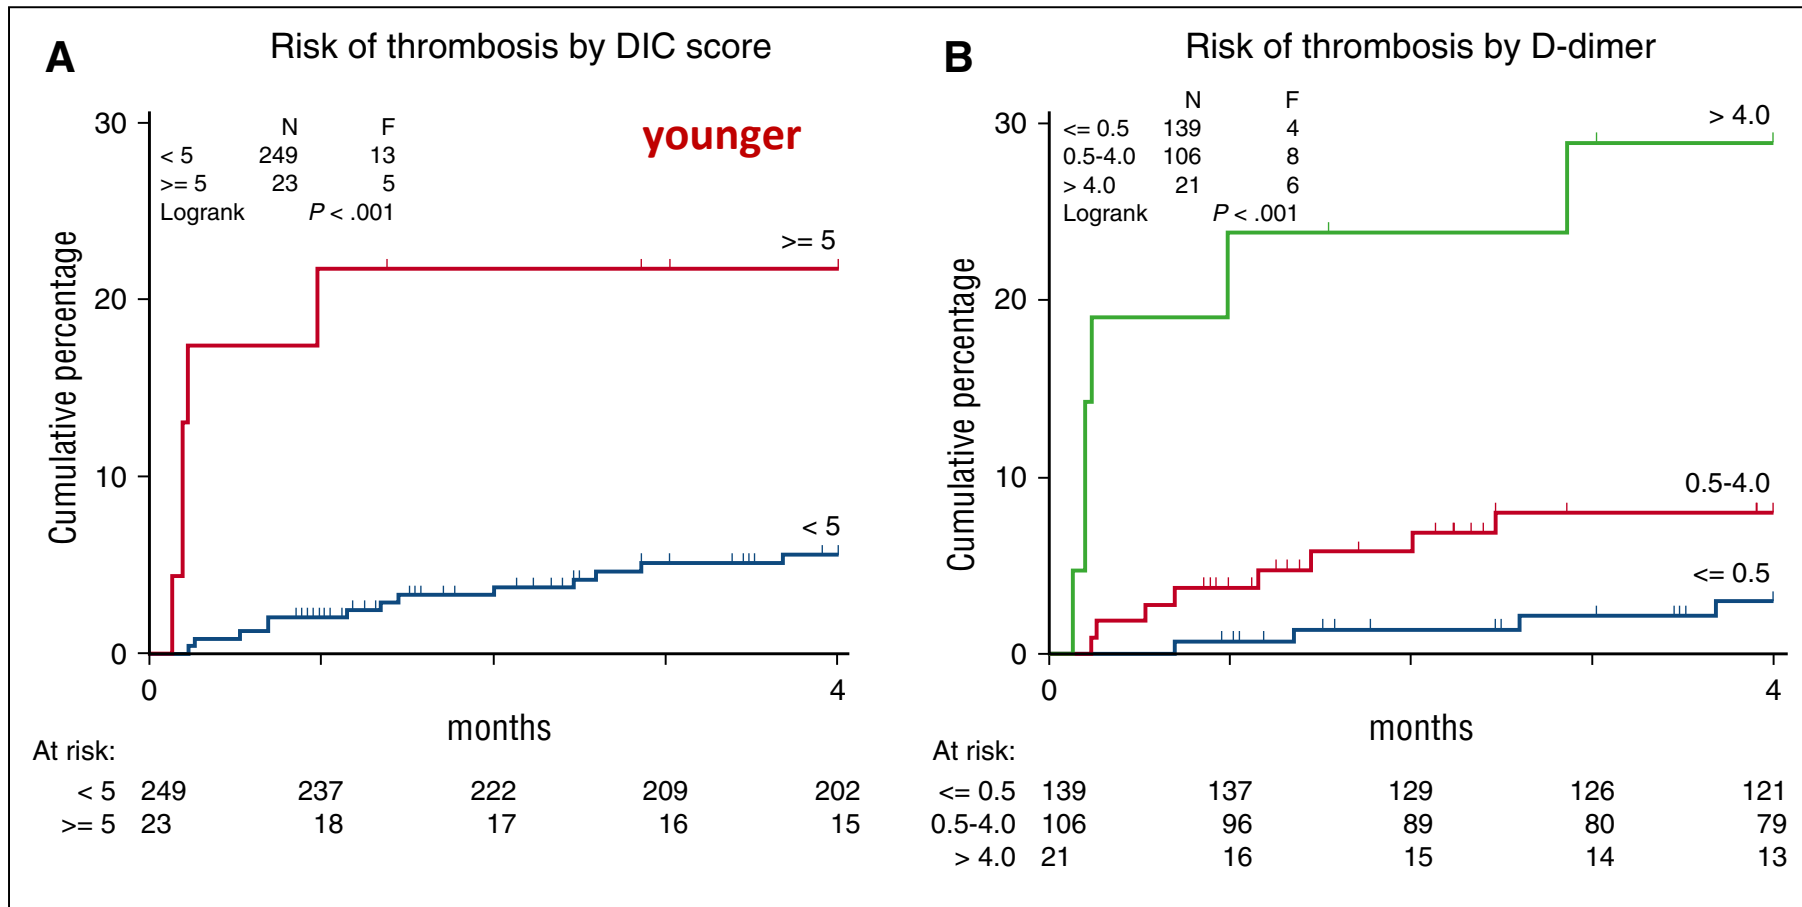 A
Risk of thrombosis by DIC score
N F
< 5 249 13
>= 5 23 5
Logrank P < .001
younger
30
20
10
0
Cumulative percentage
>= 5
< 5
0 4
months
At risk:
< 5 249 237 222 209 202
>= 5 23 18 17 16 15
B
Risk of thrombosis by D-dimer
N F
<= 0.5 139 4
0.5-4.0 106 8
> 4.0 21 6
Logrank P < .001
30
20
10
0
Cumulative percentage
> 4.0
0.5-4.0
<= 0.5
0 4
months
At risk:
<= 0.5 139 137 129 126 121
0.5-4.0 106 96 89 80 79
> 4.0 21 16 15 14 13